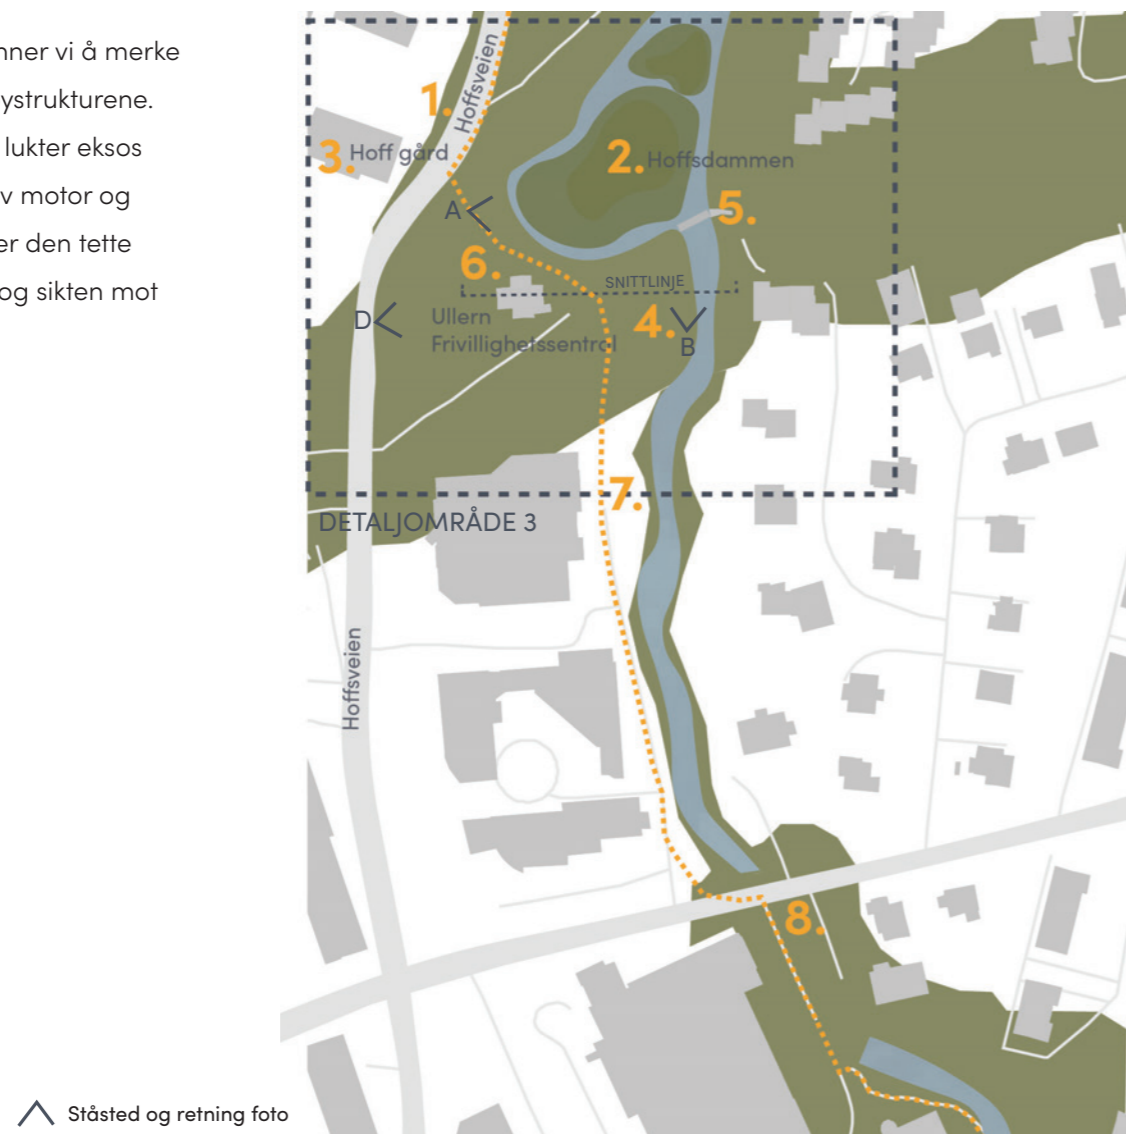 nner vi å merke
ystrukturene.
lukter eksos
v motor og
er den tette
og sikten mot
1.
Hoffsveien
3. Hoff gård
2. Hoffsdammen
A
5.
6.
SNITTLINJE
D
Ullern
Frivillighetssentral
4.
B
7.
DETALJOMRÅDE 3
Hoffsveien
8.
Ståsted og retning foto